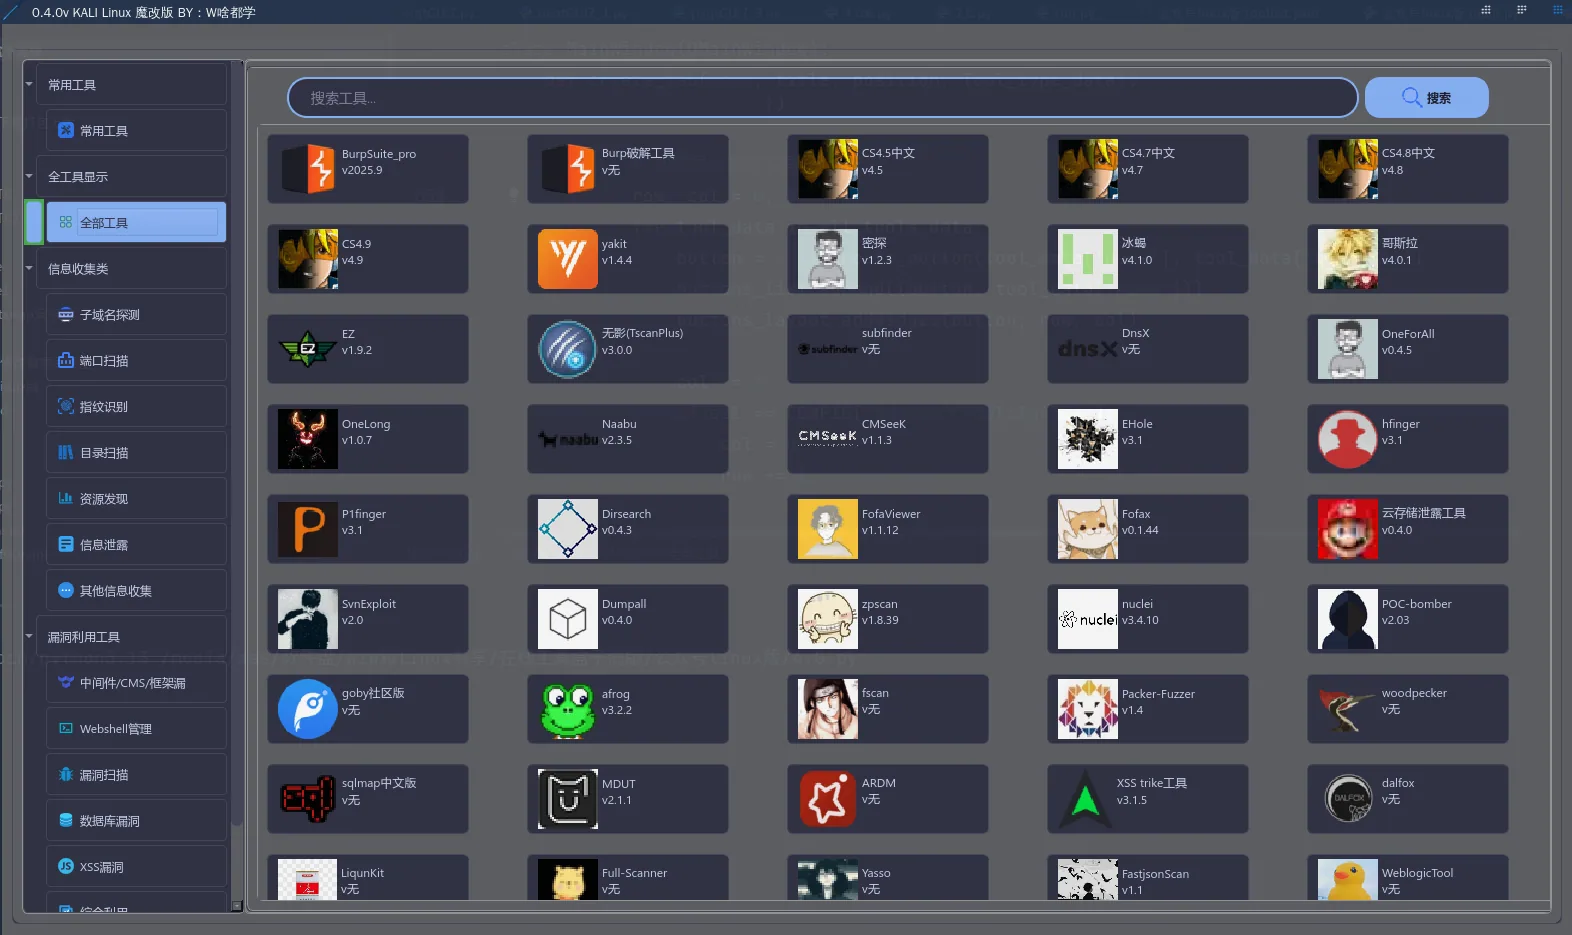 0.4.0v KALI Linux 魔改版 BY：W啥都学
常用工具
常用工具
全工具显示
全部工具
信息收集类
子域名探测
端口扫描
指纹识别
目录扫描
资源发现
信息泄露
其他信息收集
漏洞利用工具
中间件/CMS/框架漏
Webshell管理
漏洞扫描
数据库漏洞
XSS漏洞
综合利用
搜索工具...
搜索
BurpSuite_pro
v2025.9
Burp破解工具
v无
CS4.5中文
v4.5
CS4.7中文
v4.7
CS4.8中文
v4.8
CS4.9
v4.9
yakit
v1.4.4
密探
v1.2.3
冰蝎
v4.1.0
哥斯拉
v4.0.1
EZ
EZ
v1.9.2
无影(TscanPlus)
v3.0.0
subfinder
subfinder
v无
dnsX
DnsX
v无
OneForAll
v0.4.5
OneLong
v1.0.7
naabu
Naabu
v2.3.5
CMSeeK
CMSeeK
v1.1.3
EHole
v3.1
hfinger
v3.1
P1finger
v3.1
Dirsearch
v0.4.3
FofaViewer
v1.1.12
Fofax
v0.1.44
云存储泄露工具
v0.4.0
SvnExploit
v2.0
Dumpall
v0.4.0
zpscan
v1.8.39
nuclei
nuclei
v3.4.10
POC-bomber
v2.03
goby社区版
v无
afrog
v3.2.2
fscan
v无
Packer-Fuzzer
v1.4
woodpecker
v无
sql
sqlmap中文版
v无
MDUT
v2.1.1
ARDM
v无
XSS trike工具
v3.1.5
DALFOX
dalfox
v无
LiqunKit
v无
Full-Scanner
v无
Yasso
v无
FastjsonScan
v1.1
WeblogicTool
v无